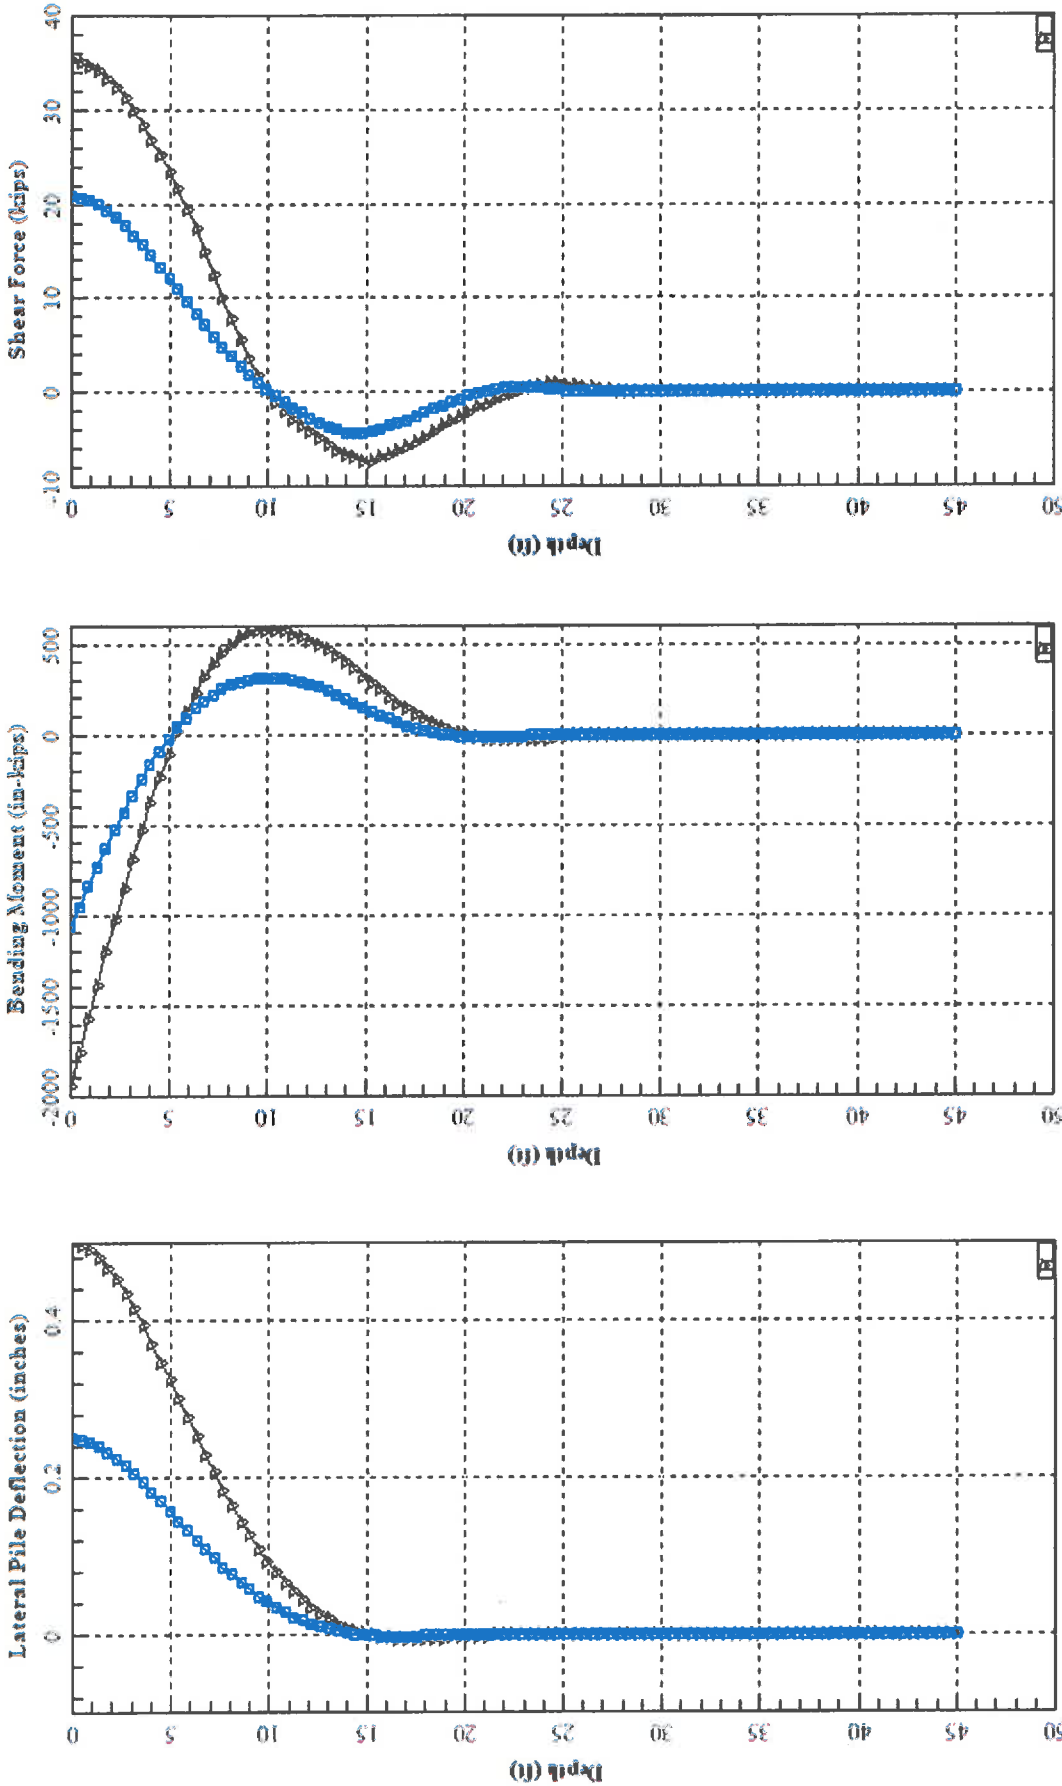 Shear Force (kips)
-10 0 10 20 30 40
0 5 10 15 20 25 30 35 40 45 50
Depth (ft)
Bending Moment (in-kips)
-2000 -1500 -1000 -500 0 500
0 5 10 15 20 25 30 35 40 45 50
Depth (ft)
Lateral Pile Deflection (inches)
0 0.2 0.4
0 5 10 15 20 25 30 35 40 45 50
Depth (ft)